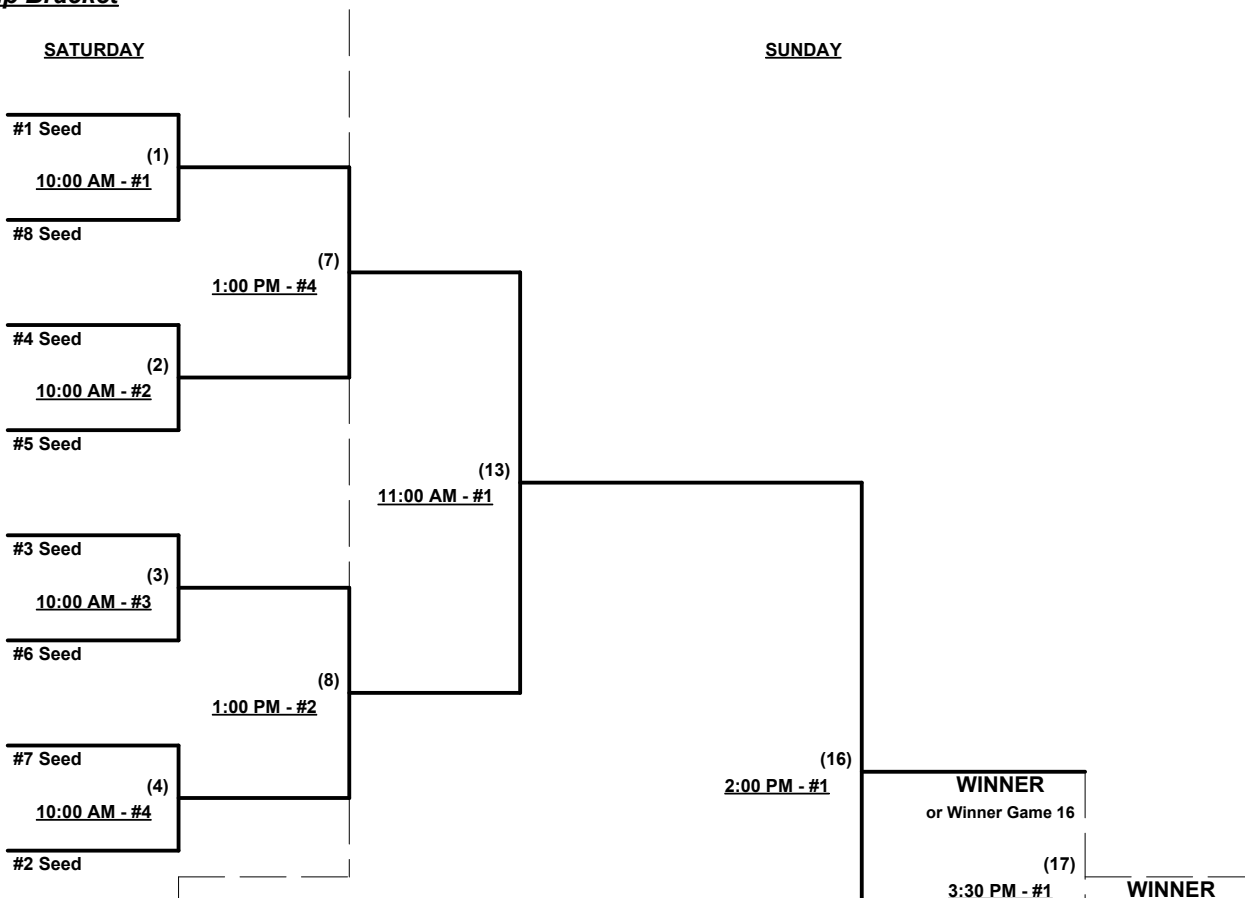 Bracket
SATURDAY
SUNDAY
#1 Seed
(1)
10:00 AM - #1
#8 Seed
(7)
1:00 PM - #4
#4 Seed
(2)
10:00 AM - #2
#5 Seed
(13)
11:00 AM - #1
#3 Seed
(3)
10:00 AM - #3
#6 Seed
(8)
1:00 PM - #2
#7 Seed
(4)
10:00 AM - #4
#2 Seed
(16)
2:00 PM - #1
WINNER
or Winner Game 16
(17)
3:30 PM - #1
WINNER